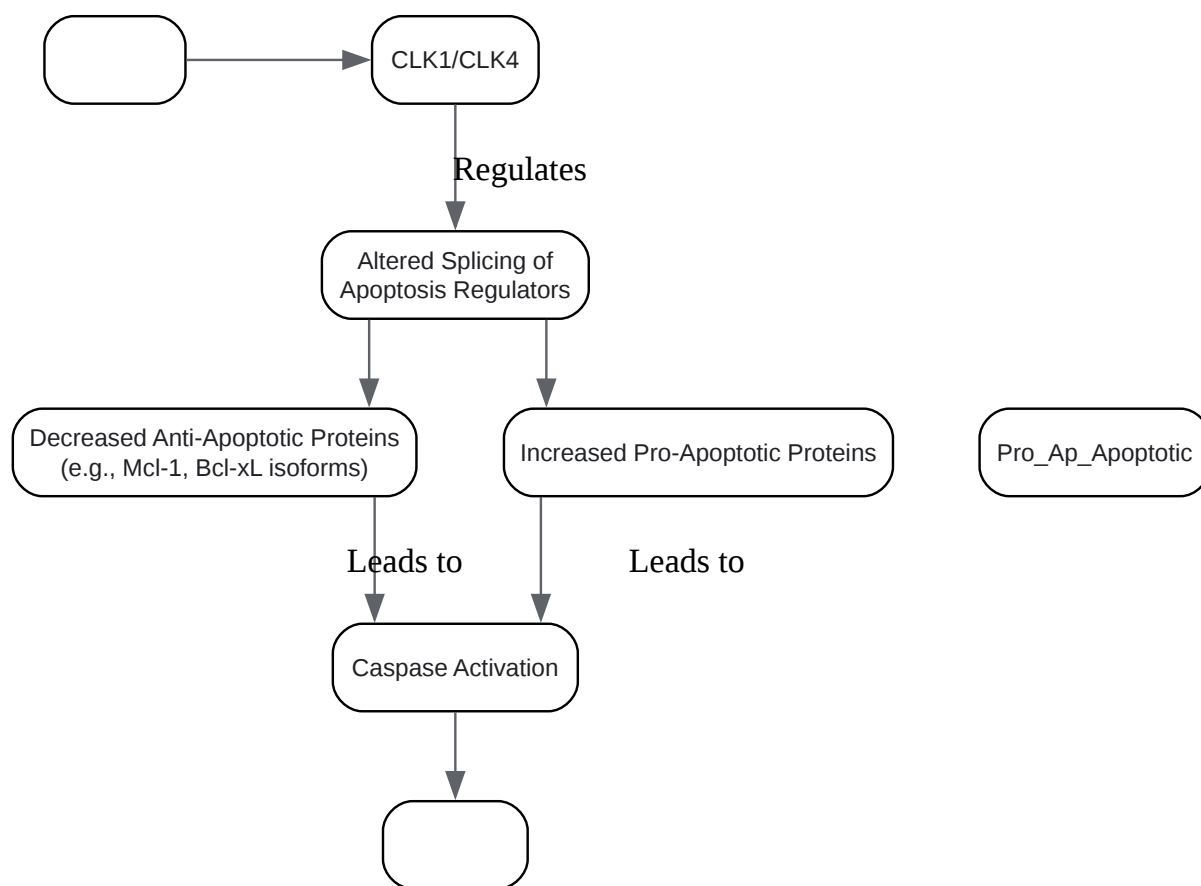 CLK1/CLK4
Regulates
Altered Splicing of
Apoptosis Regulators
Decreased Anti-Apoptotic Proteins
(e.g., Mcl-1, Bcl-xL isoforms)
Increased Pro-Apoptotic Proteins
Pro_Ap_Apoptotic
Leads to
Leads to
Caspase Activation